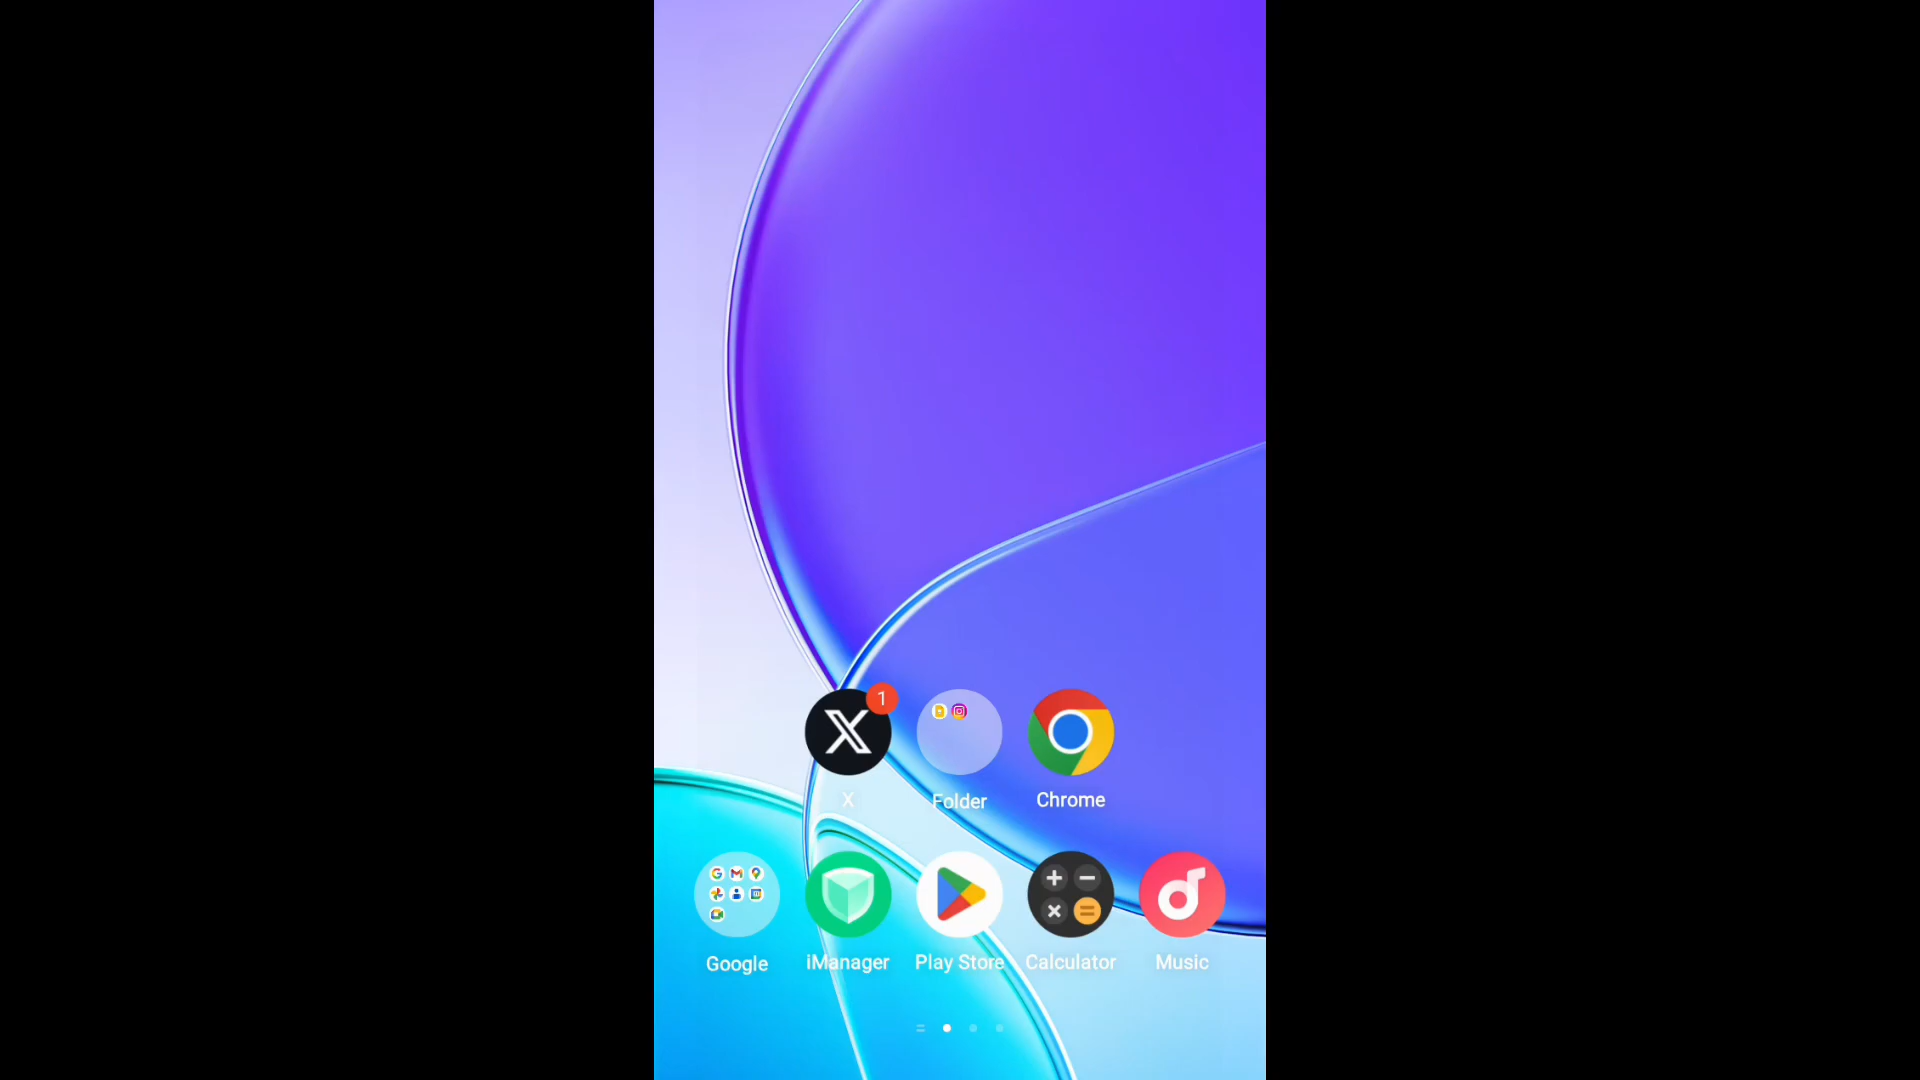 1
X
Folder
Chrome
Google
iManager
Play Store
Calculator
Music